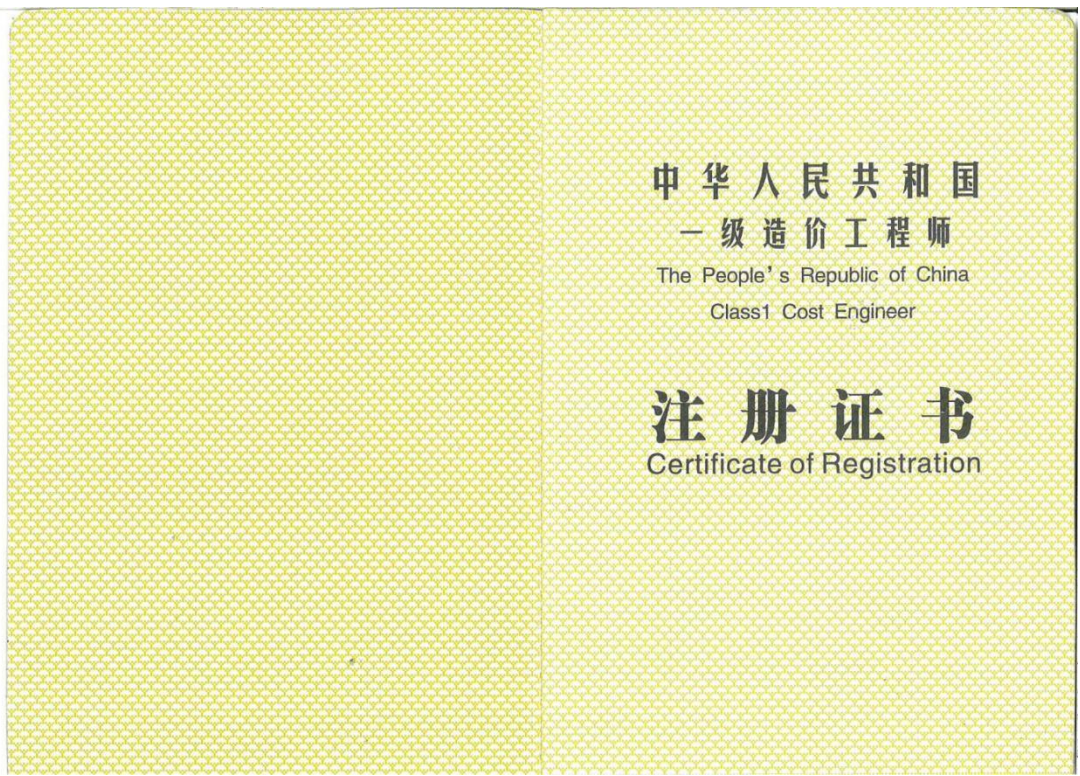 中华人民共和国
一级造价工程师
The People's Republic of China
Class1 Cost Engineer
注册证书
Certificate of Registration